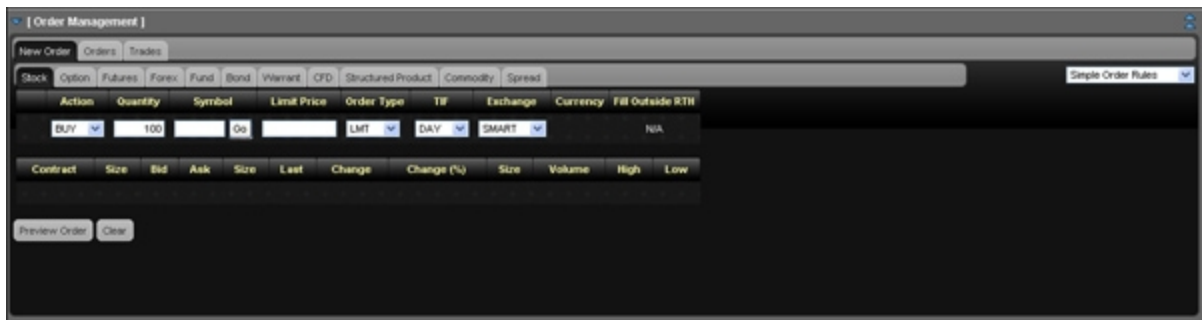 [ Order Management ]
New Order Orders Trades
Stock Option Futures Forex Fund Bond Warrant CFD Structured Product Commodity Spread Simple Order Rules
Action Quantity Symbol Limit Price Order Type TIF Exchange Currency Fill Outside RTH
BUY 100 Go LMT DAY SMART N/A
Contract Size Bid Ask Size Last Change Change (%) Size Volume High Low
Preview Order Clear